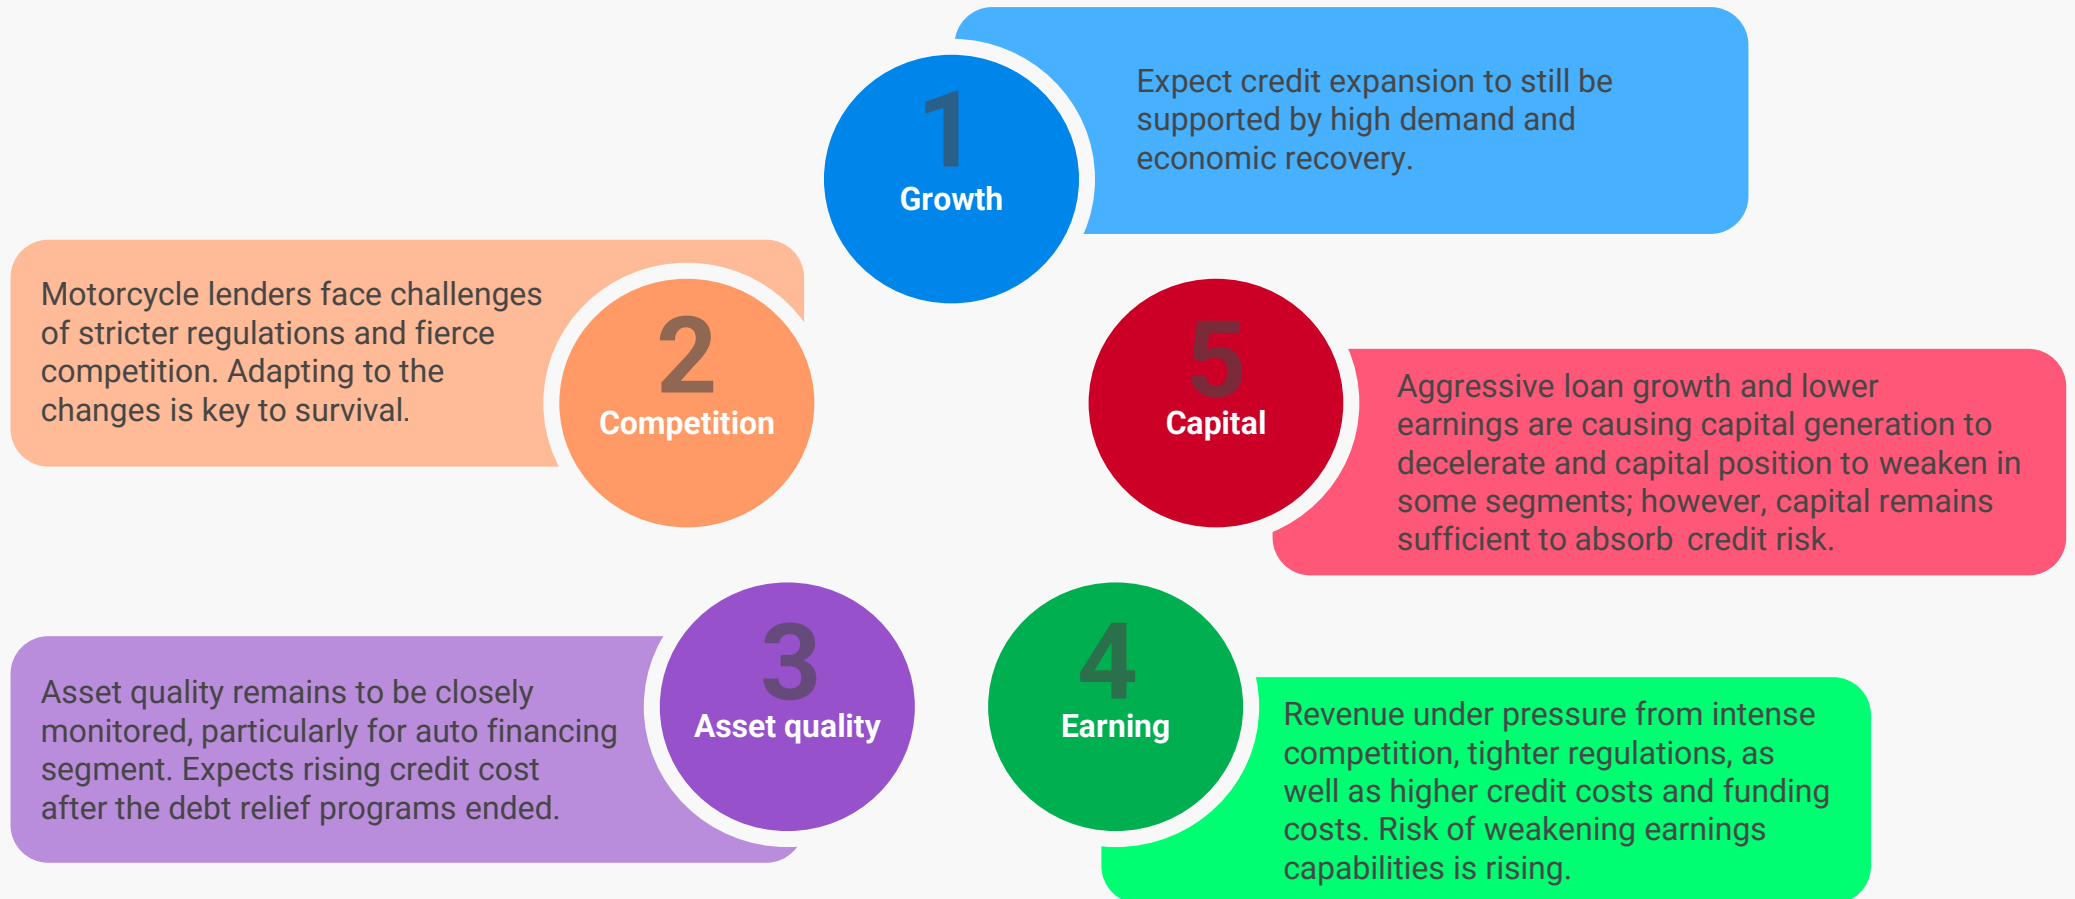 1
Growth
Expect credit expansion to still be
supported by high demand and
economic recovery.
Motorcycle lenders face challenges
of stricter regulations and fierce
competition. Adapting to the
changes is key to survival.
2
Competition
3
Asset quality
Asset quality remains to be closely
monitored, particularly for auto financing
segment. Expects rising credit cost
after the debt relief programs ended.
4
Earning
Revenue under pressure from intense
competition, tighter regulations, as
well as higher credit costs and funding
costs. Risk of weakening earnings
capabilities is rising.
5
Capital
Aggressive loan growth and lower
earnings are causing capital generation to
decelerate and capital position to weaken in
some segments; however, capital remains
sufficient to absorb credit risk.